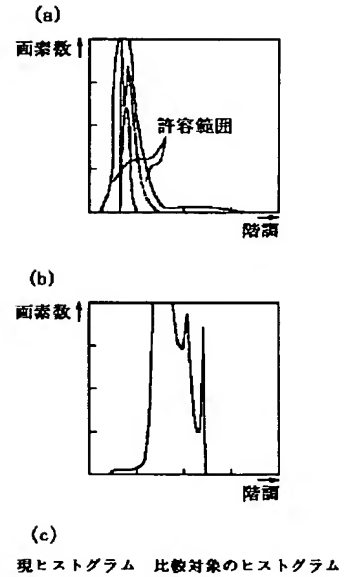 (a)
画素数
許容範囲
階調
(b)
画素数
階調
(c)
現ヒストグラム 比較対象のヒストグラム